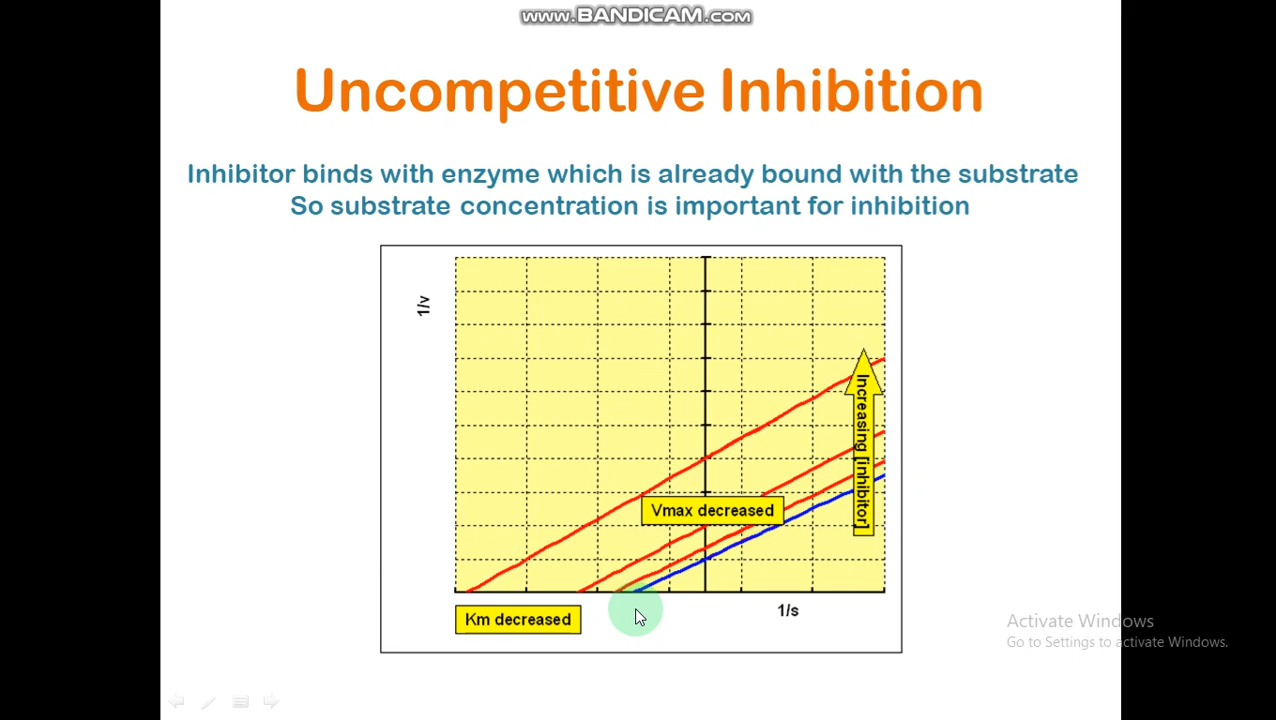 www.BANDICAM.com
Uncompetitive Inhibition
Inhibitor binds with enzyme which is already bound with the substrate
So substrate concentration is important for inhibition
1/v
Increasing [inhibitor]
Vmax decreased
1/s
Km decreased
Activate Windows
Go to Settings to activate Windows.